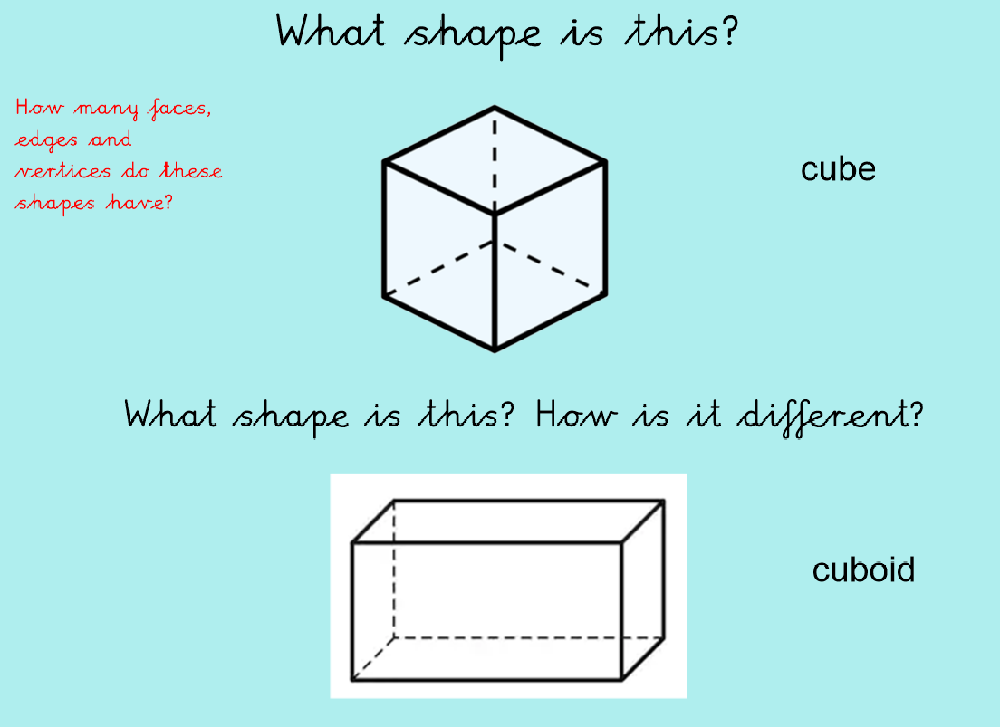 What shape is this?
How many faces,
edges and
vertices do these
shapes have?
cube
What shape is this? How is it different?
cuboid